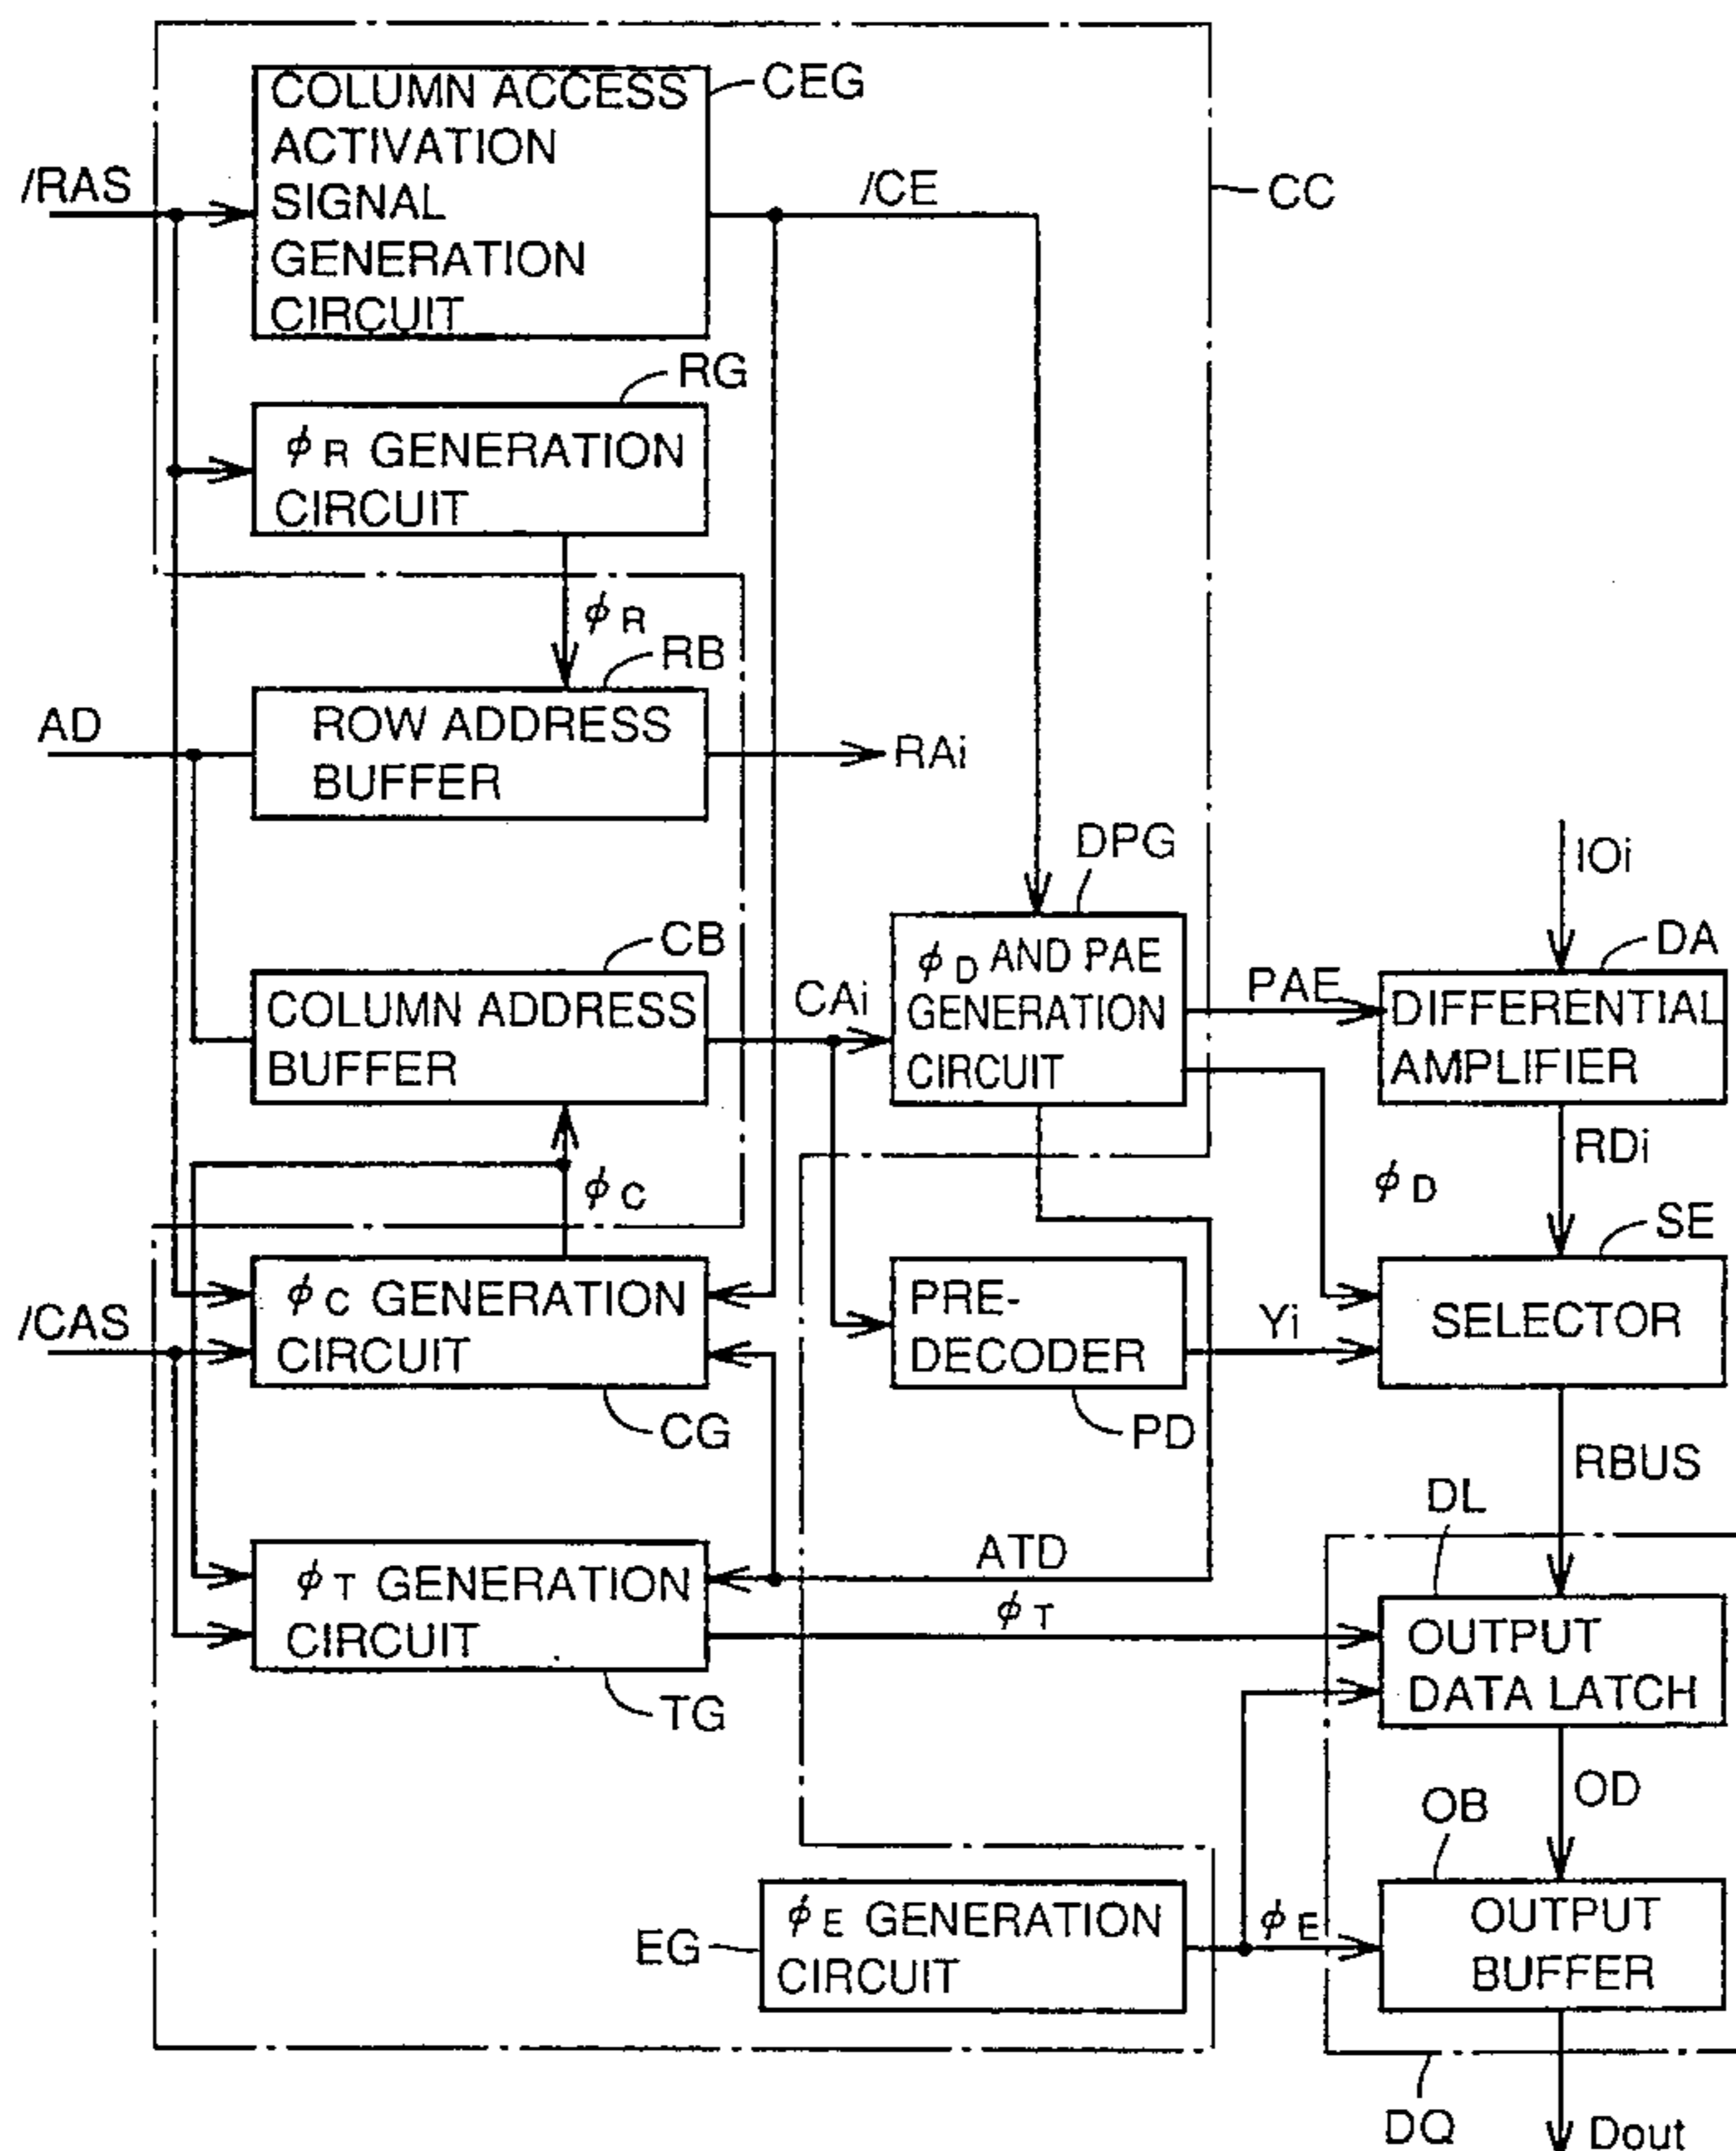 COLUMN ACCESS
ACTIVATION
SIGNAL
GENERATION
CIRCUIT
CEG
/RAS
/CE
CC
RG
φR GENERATION
CIRCUIT
φR
RB
AD
ROW ADDRESS
BUFFER
RAi
DPG
IOi
CB
COLUMN ADDRESS
BUFFER
CAi
φD AND PAE
GENERATION
CIRCUIT
PAE
DA
DIFFERENTIAL
AMPLIFIER
φC
φD
RDi
SE
/CAS
φC GENERATION
CIRCUIT
CG
PRE-
DECODER
PD
Yi
SELECTOR
RBUS
DL
ATD
φT GENERATION
CIRCUIT
TG
φT
OUTPUT
DATA LATCH
OD
OB
EG
φE GENERATION
CIRCUIT
φE
OUTPUT
BUFFER
DQ
Dout